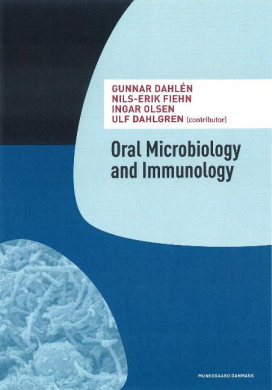 GUNNAR DAHLÉN
NILS-ERIK FIEHN
INGAR OLSEN
ULF DAHLGREN (contributor)
Oral Microbiology
and Immunology
MUNKSGAARD DANMARK